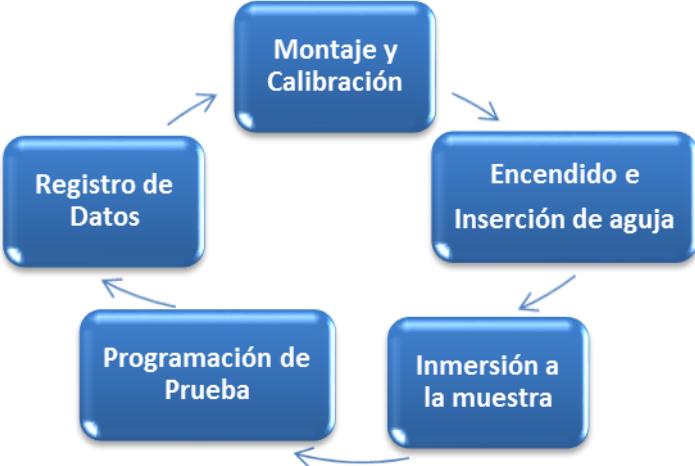 Montaje y
Calibración
Encendido e
Inserción de aguja
Inmersión a
la muestra
Programación de
Prueba
Registro de
Datos